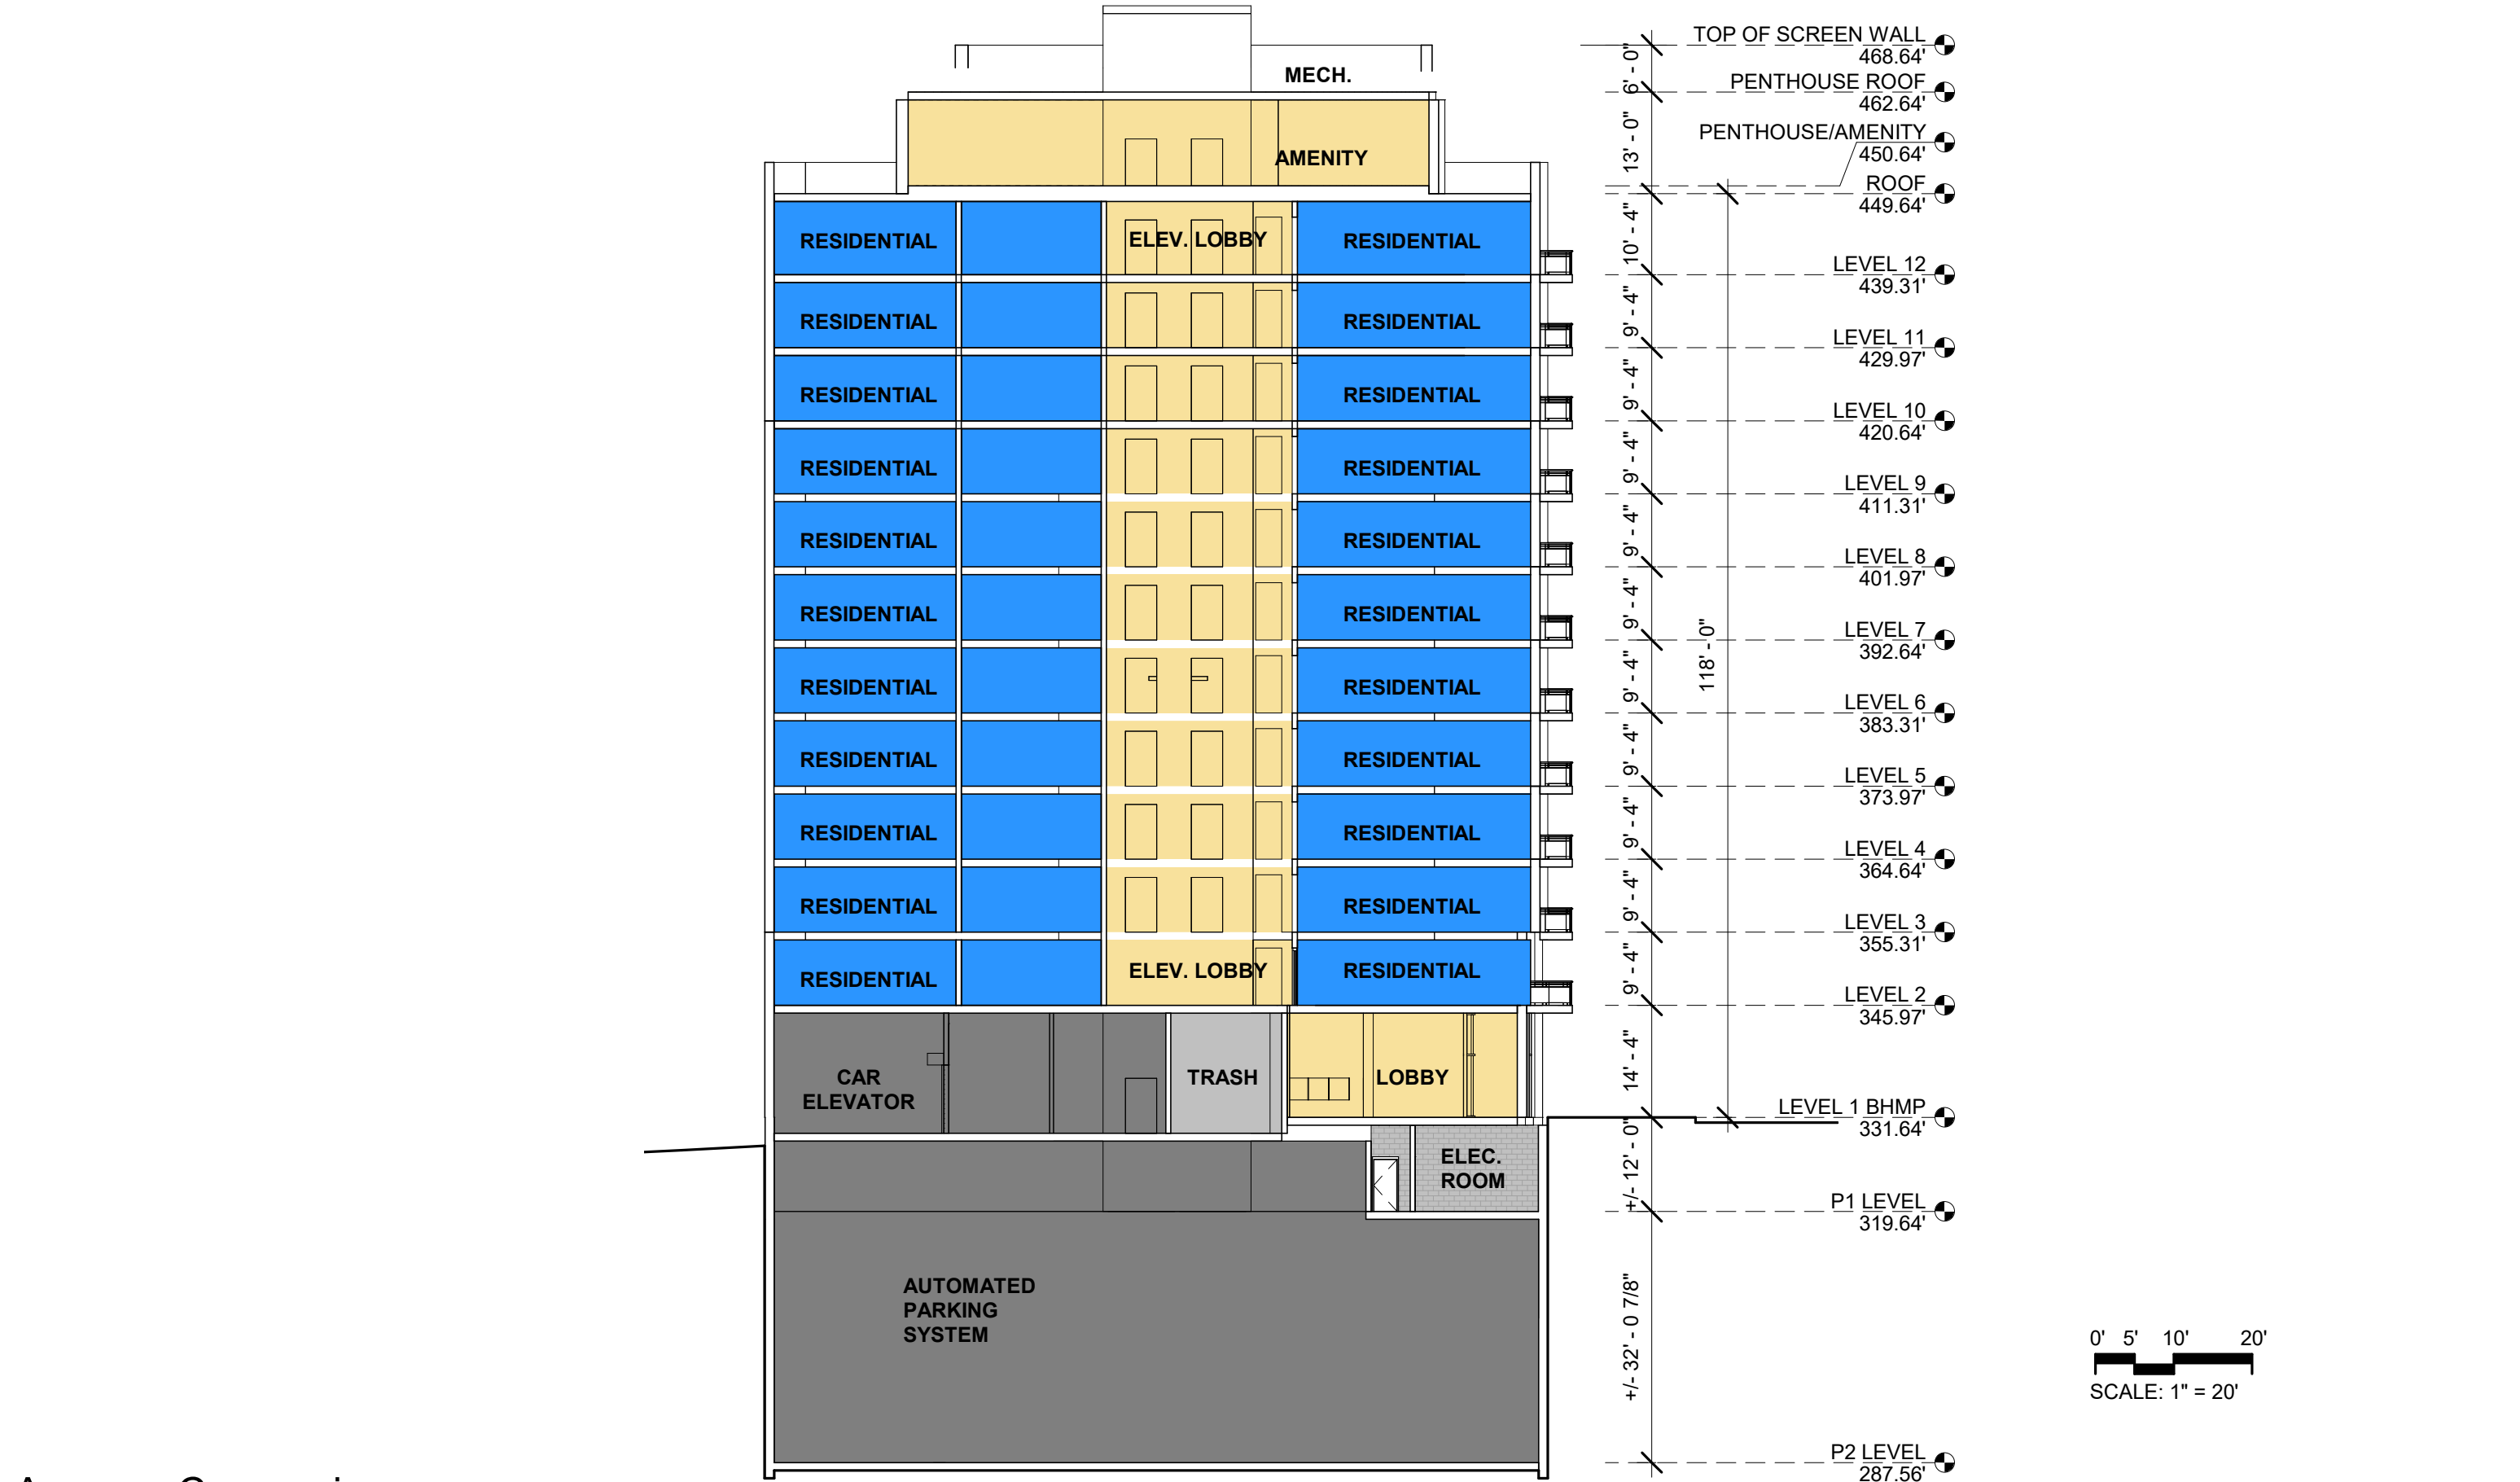 TOP OF SCREEN WALL
468.64'
6' - 0"
MECH.
PENTHOUSE ROOF
462.64'
13' - 0"
PENTHOUSE/AMENITY
450.64'
AMENITY
ROOF
449.64'
RESIDENTIAL
ELEV. LOBBY
RESIDENTIAL
10' - 4"
LEVEL 12
439.31'
RESIDENTIAL
RESIDENTIAL
9' - 4"
LEVEL 11
429.97'
RESIDENTIAL
RESIDENTIAL
9' - 4"
LEVEL 10
420.64'
RESIDENTIAL
RESIDENTIAL
9' - 4"
LEVEL 9
411.31'
RESIDENTIAL
RESIDENTIAL
9' - 4"
LEVEL 8
401.97'
RESIDENTIAL
RESIDENTIAL
9' - 4"
LEVEL 7
392.64'
118' - 0"
RESIDENTIAL
RESIDENTIAL
9' - 4"
LEVEL 6
383.31'
RESIDENTIAL
RESIDENTIAL
9' - 4"
LEVEL 5
373.97'
RESIDENTIAL
RESIDENTIAL
9' - 4"
LEVEL 4
364.64'
RESIDENTIAL
RESIDENTIAL
9' - 4"
LEVEL 3
355.31'
RESIDENTIAL
ELEV. LOBBY
RESIDENTIAL
9' - 4"
LEVEL 2
345.97'
CAR
ELEVATOR
TRASH
LOBBY
14' - 4"
LEVEL 1 BHMP
331.64'
ELEC.
ROOM
+/- 12' - 0"
P1 LEVEL
319.64'
AUTOMATED
PARKING
SYSTEM
+/- 32' - 0 7/8"
0' 5' 10' 20'
SCALE: 1" = 20'
P2 LEVEL
287.56'